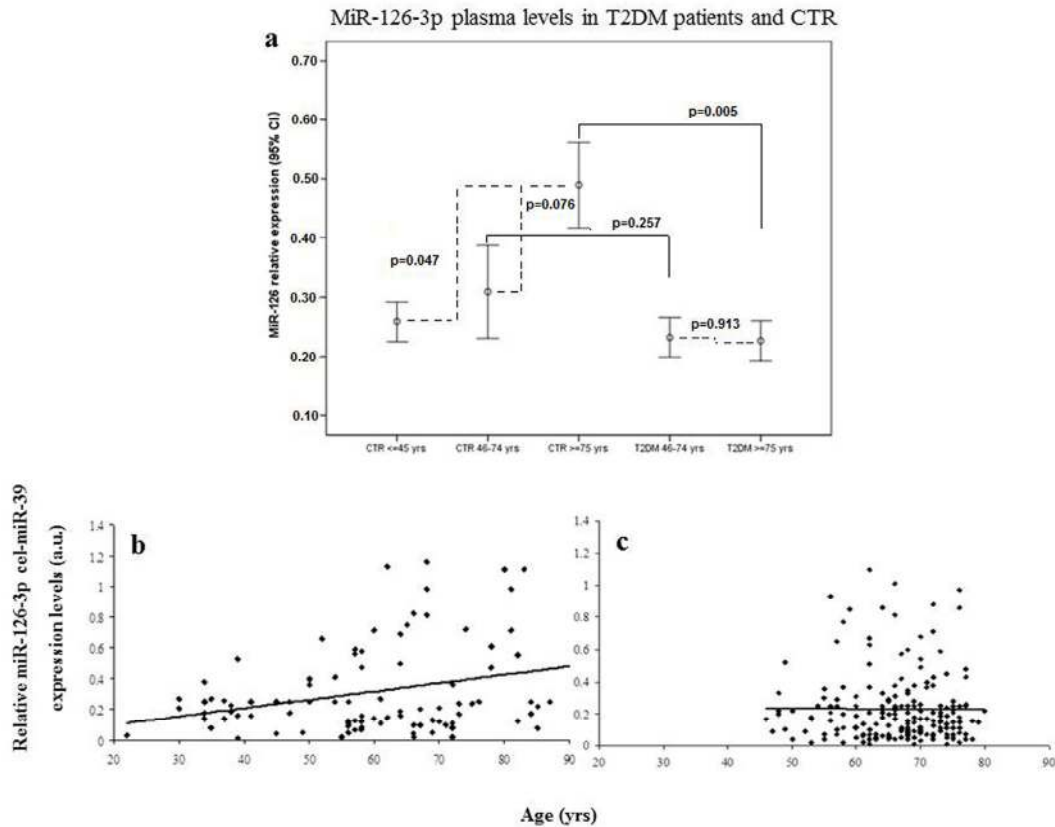 MiR-126-3p plasma levels in T2DM patients and CTR
a
MiR-126 relative expression (95% CI)
0.70
0.60
0.50
0.40
0.30
0.20
0.10
p=0.005
p=0.076
p=0.257
p=0.047
p=0.913
CTR <=45 yrs CTR 46-74 yrs CTR >=75 yrs T2DM 46-74 yrs T2DM >=75 yrs
Relative miR-126-3p cel-miR-39
expression levels (a.u.)
b
1.4
1.2
1
0.8
0.6
0.4
0.2
0
20 30 40 50 60 70 80 90
c
1.4
1.2
1
0.8
0.6
0.4
0.2
0
20 30 40 50 60 70 80 90
Age (yrs)